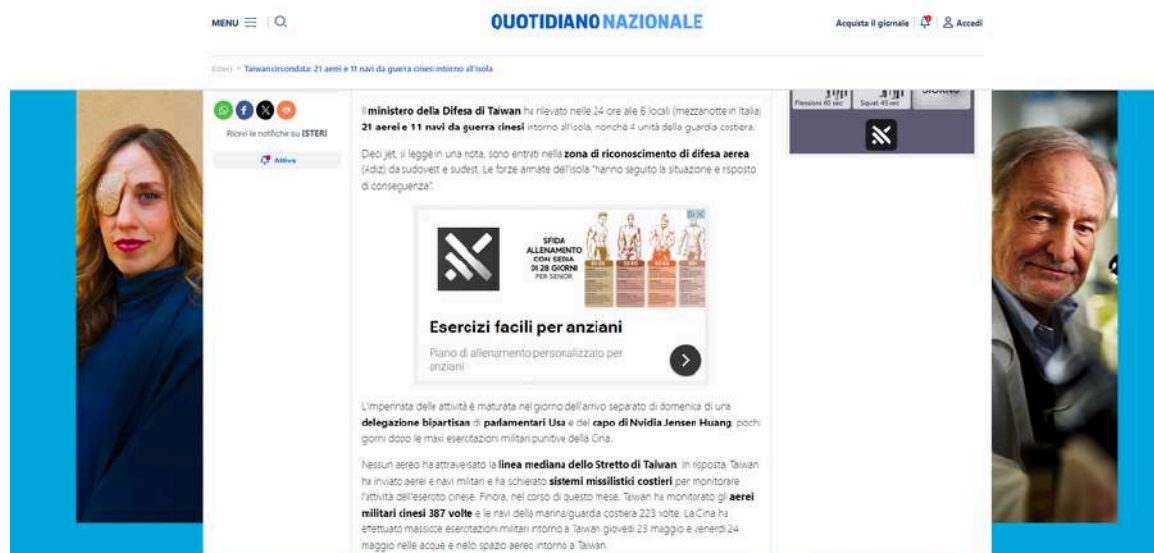 MENU
QUOTIDIANO NAZIONALE
Acquista il giornale
Accedi
Esteri
Taiwan circondata: 21 aerei e 11 navi da guerra cinesi intorno all'isola
Ricevi le notifiche su ESTERI
Attiva
Il ministero della Difesa di Taiwan ha rilevato nelle 24 ore alle 6 locali (mezzanotte in Italia)
21 aerei e 11 navi da guerra cinesi intorno all'isola, nonché 4 unità della guardia costiera.
Dieci jet, si legge in una nota, sono entrati nella zona di riconoscimento di difesa aerea
(Adiz) da sudovest e sudest. Le forze armate dell'isola "hanno seguito la situazione e risposto
di conseguenza".
SFIDA
ALLENAMENTO
CON SEDIA
DI 28 GIORNI
PER SENIOR
Esercizi facili per anziani
Piano di allenamento personalizzato per
anziani
L'impennata delle attività è maturata nel giorno dell'arrivo separato di domenica di una
delegazione bipartisan di parlamentari Usa e del capo di Nvidia Jensen Huang, pochi
giorni dopo le maxi esercitazioni militari punitive della Cina.
Nessun aereo ha attraversato la linea mediana dello Stretto di Taiwan. In risposta, Taiwan
ha inviato aerei e navi militari e ha schierato sistemi missilistici costieri per monitorare
l'attività dell'esercito cinese. Finora, nel corso di questo mese, Taiwan ha monitorato gli aerei
militari cinesi 387 volte e le navi della marina/guardia costiera 223 volte. La Cina ha
effettuato massicce esercitazioni militari intorno a Taiwan giovedì 23 maggio e venerdì 24
maggio nelle acque e nello spazio aereo intorno a Taiwan.
Flessioni 40 sec
Squat 45 sec